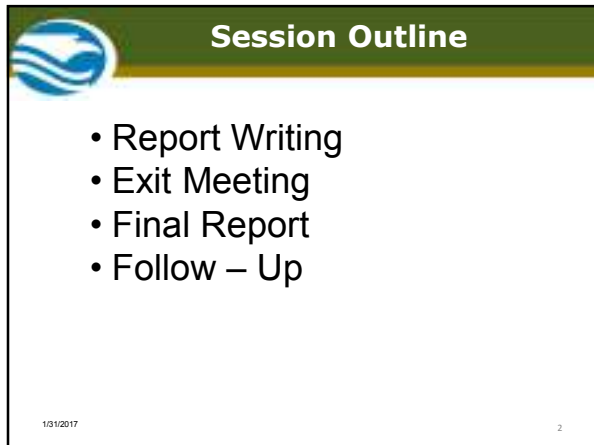 Session Outline
• Report Writing
• Exit Meeting
• Final Report
• Follow – Up
1/31/2017
2